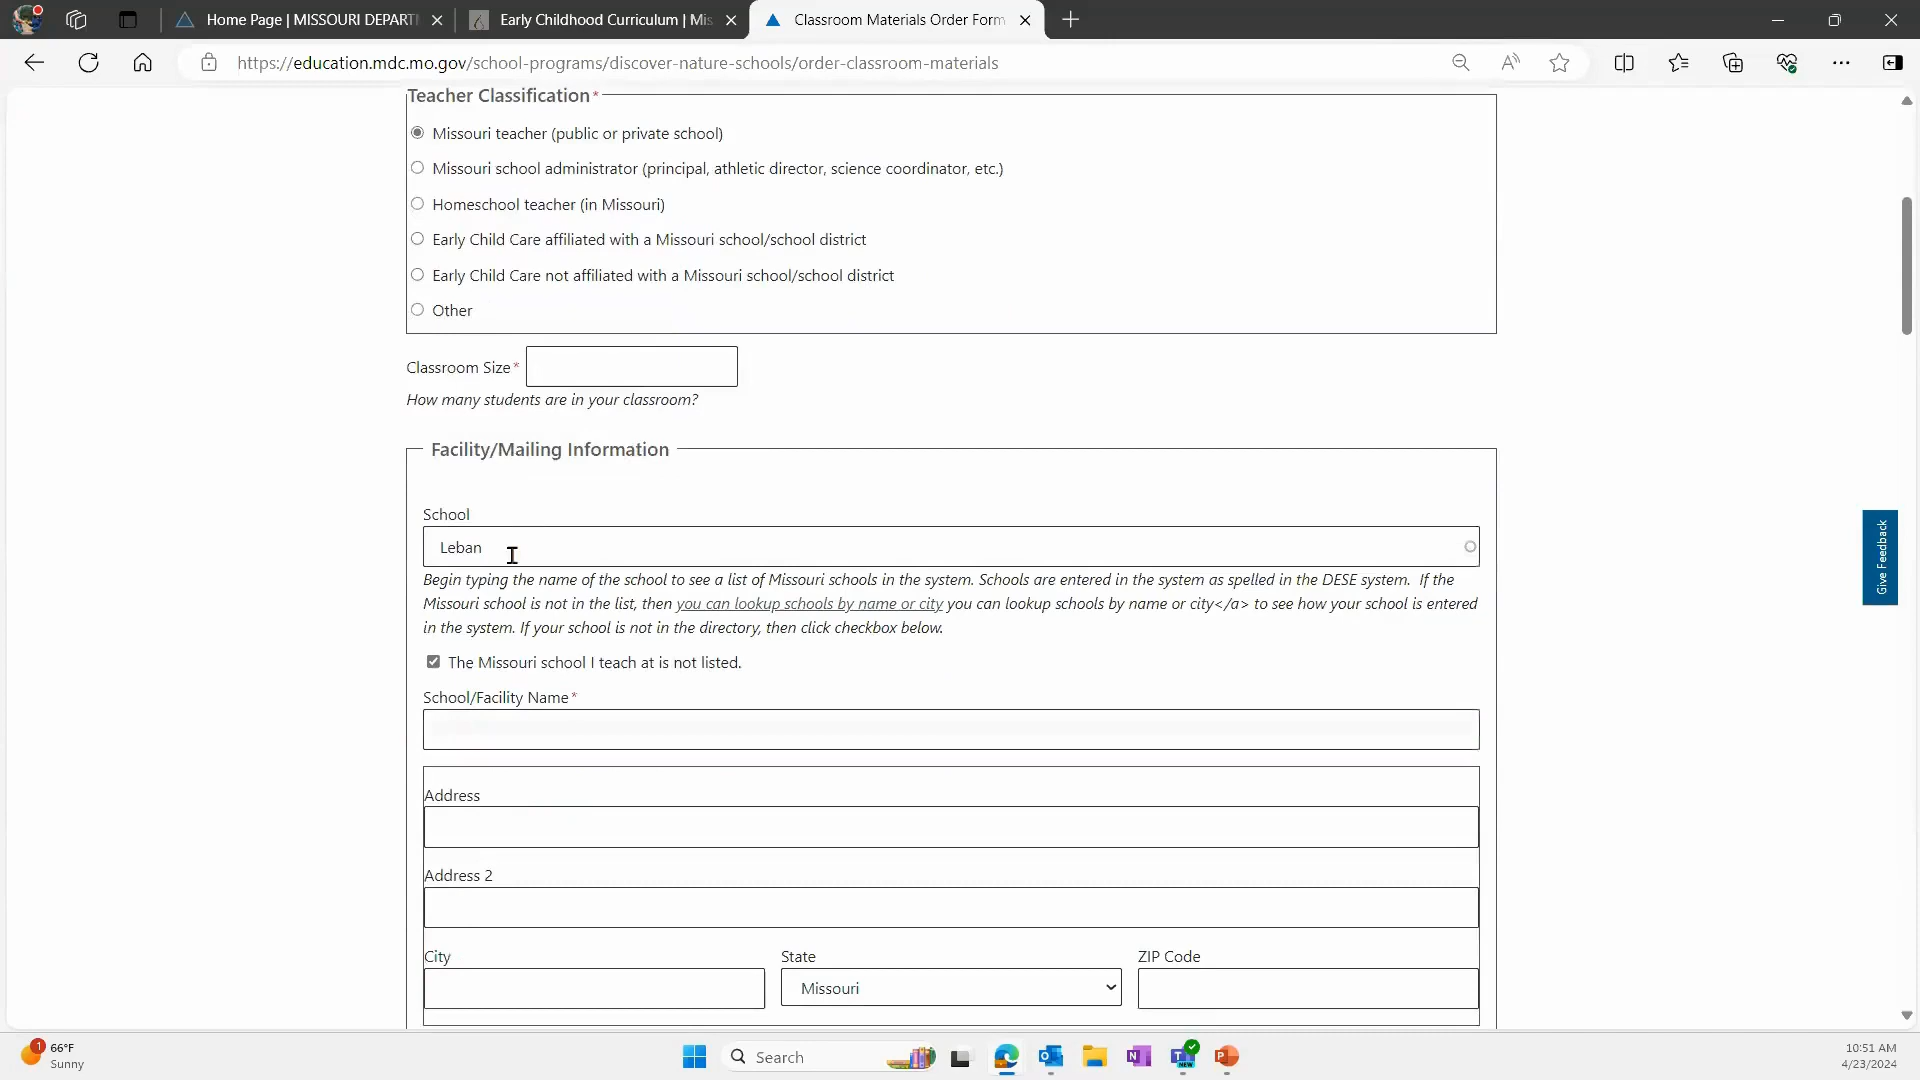 Home Page | MISSOURI DEPART
Early Childhood Curriculum | Mis
Classroom Materials Order Form
https://education.mdc.mo.gov/school-programs/discover-nature-schools/order-classroom-materials
Teacher Classification*
Missouri teacher (public or private school)
Missouri school administrator (principal, athletic director, science coordinator, etc.)
Homeschool teacher (in Missouri)
Early Child Care affiliated with a Missouri school/school district
Early Child Care not affiliated with a Missouri school/school district
Other
Classroom Size*
How many students are in your classroom?
Facility/Mailing Information
School
Leban
Begin typing the name of the school to see a list of Missouri schools in the system. Schools are entered in the system as spelled in the DESE system. If the
Missouri school is not in the list, then you can lookup schools by name or city you can lookup schools by name or city</a> to see how your school is entered
in the system. If your school is not in the directory, then click checkbox below.
The Missouri school I teach at is not listed.
School/Facility Name*
Address
Address 2
City State ZIP Code
Missouri
Give Feedback
1
66°F
Sunny
Search
NEW
10:51 AM
4/23/2024